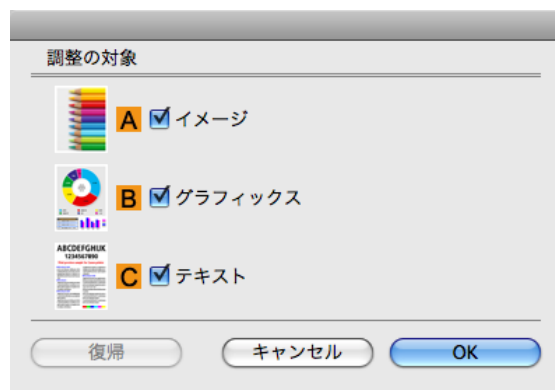 調整の対象
A イメージ
B グラフィックス
ABCDEFGHIJK
1234567890
C テキスト
復帰 キャンセル OK